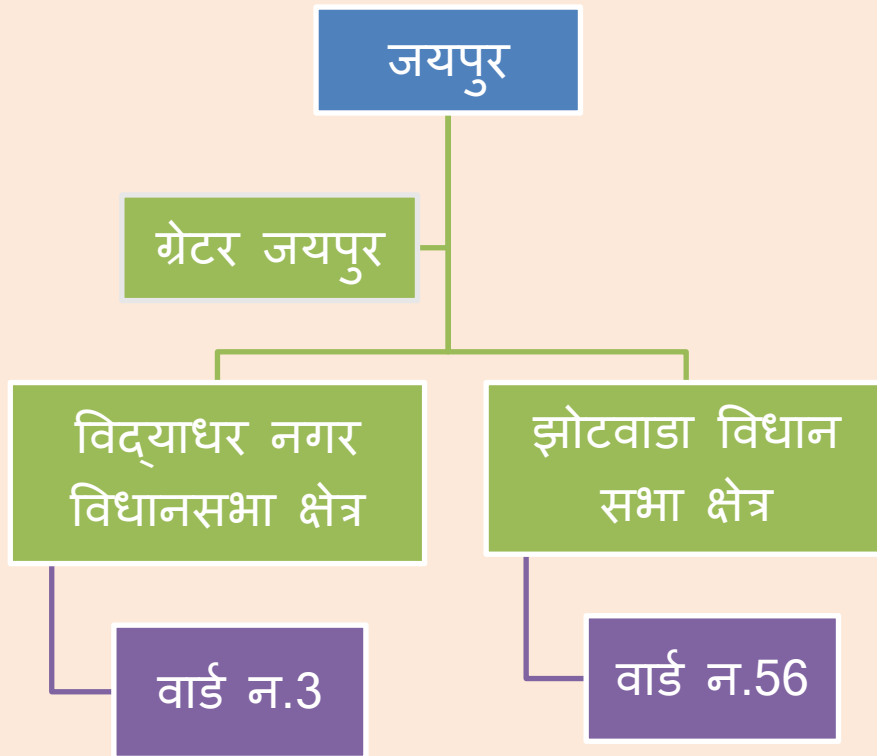 जयपुर
ग्रेटर जयपुर
विद्‌याधर नगर
विधानसभा क्षेत्र
झोटवाडा विधान
सभा क्षेत्र
वार्ड न.3
वार्ड न.56